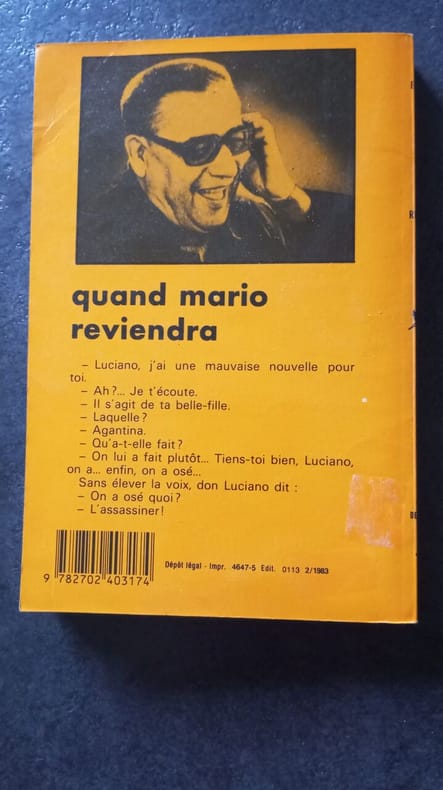 quand mario
reviendra
– Luciano, j'ai une mauvaise nouvelle pour
toi.
– Ah?... Je t'écoute.
– Il s'agit de ta belle-fille.
– Laquelle?
– Agantina.
– Qu'a-t-elle fait?
– On lui a fait plutôt... Tiens-toi bien, Luciano,
on a... enfin, on a osé...
Sans élever la voix, don Luciano dit :
– On a osé quoi?
– L'assassiner!
Dépôt légal - Impr. 4647-5 Edit. 0113 2/1983
9 782702 403174